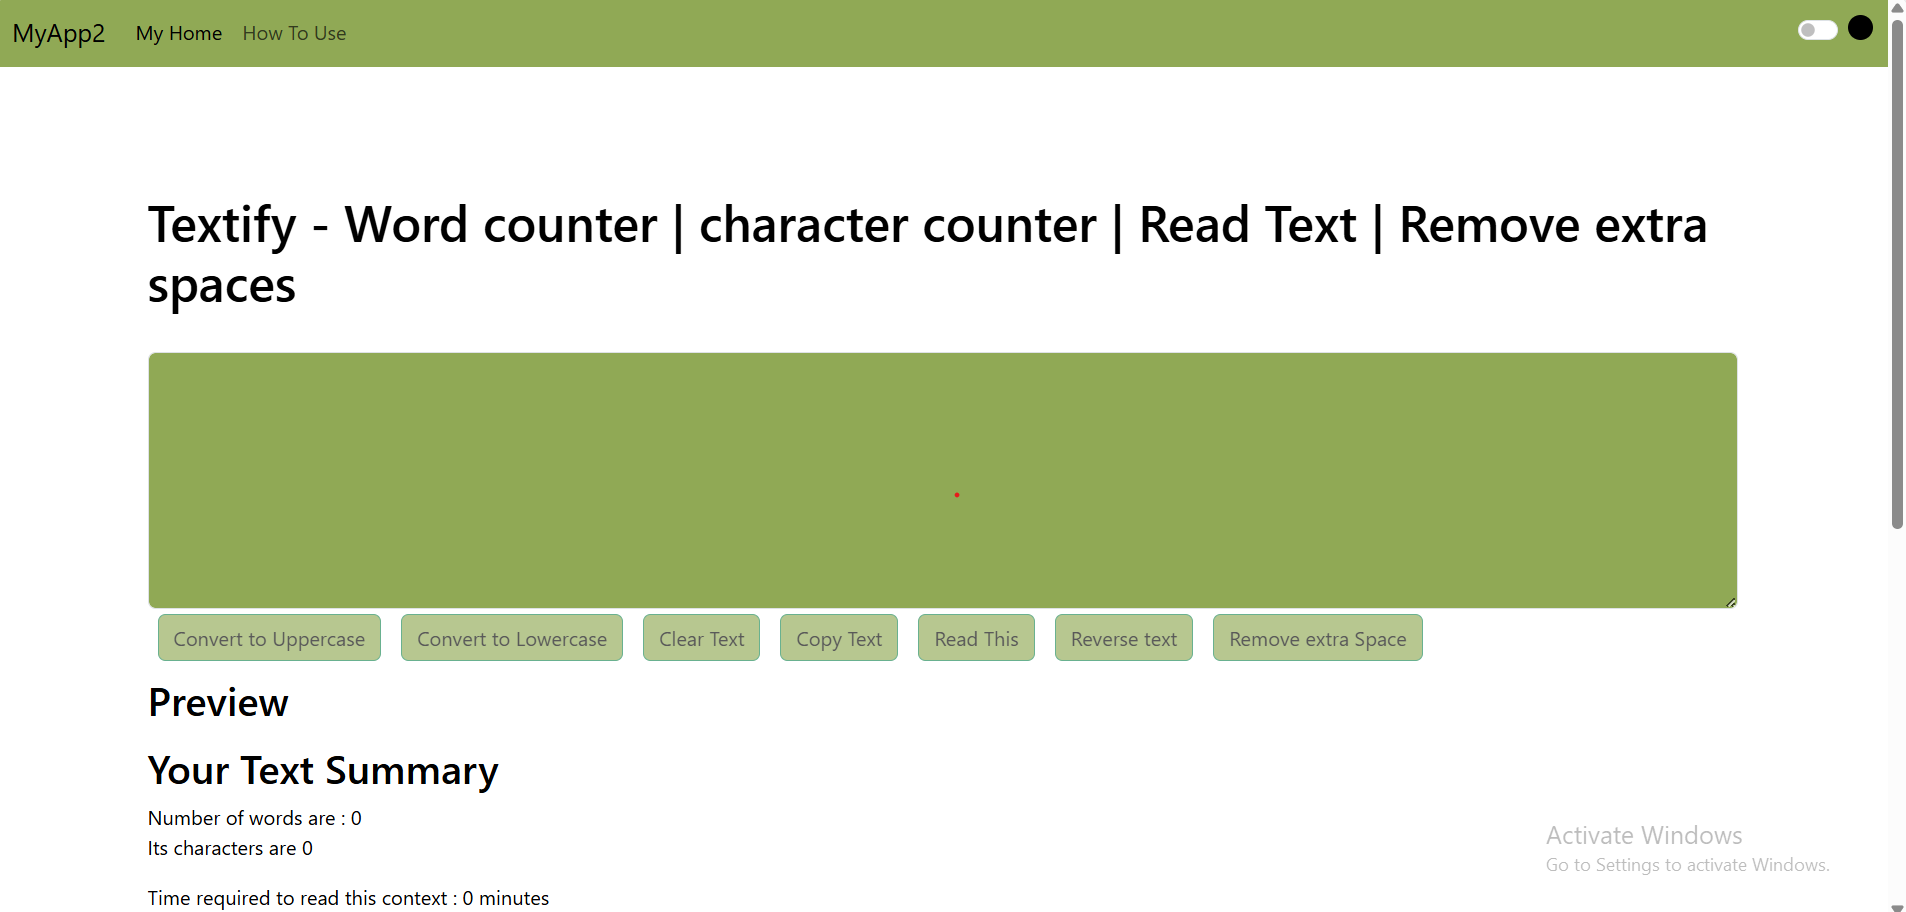 MyApp2 My Home How To Use
Textify - Word counter | character counter | Read Text | Remove extra
spaces
Convert to Uppercase Convert to Lowercase Clear Text Copy Text Read This Reverse text Remove extra Space
Preview
Your Text Summary
Number of words are : 0
Its characters are 0
Time required to read this context : 0 minutes
Activate Windows
Go to Settings to activate Windows.